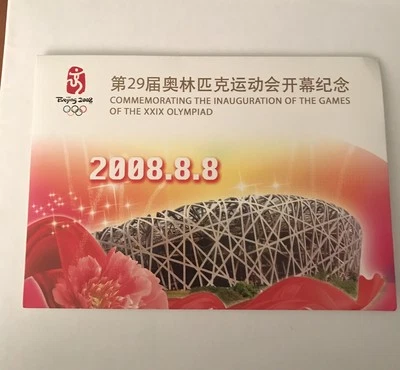 第29届奥林匹克运动会开幕纪念
COMMEMORATING THE INAUGURATION OF THE GAMES
OF THE XXIX OLYMPIAD
Beijing 2008
2008.8.8